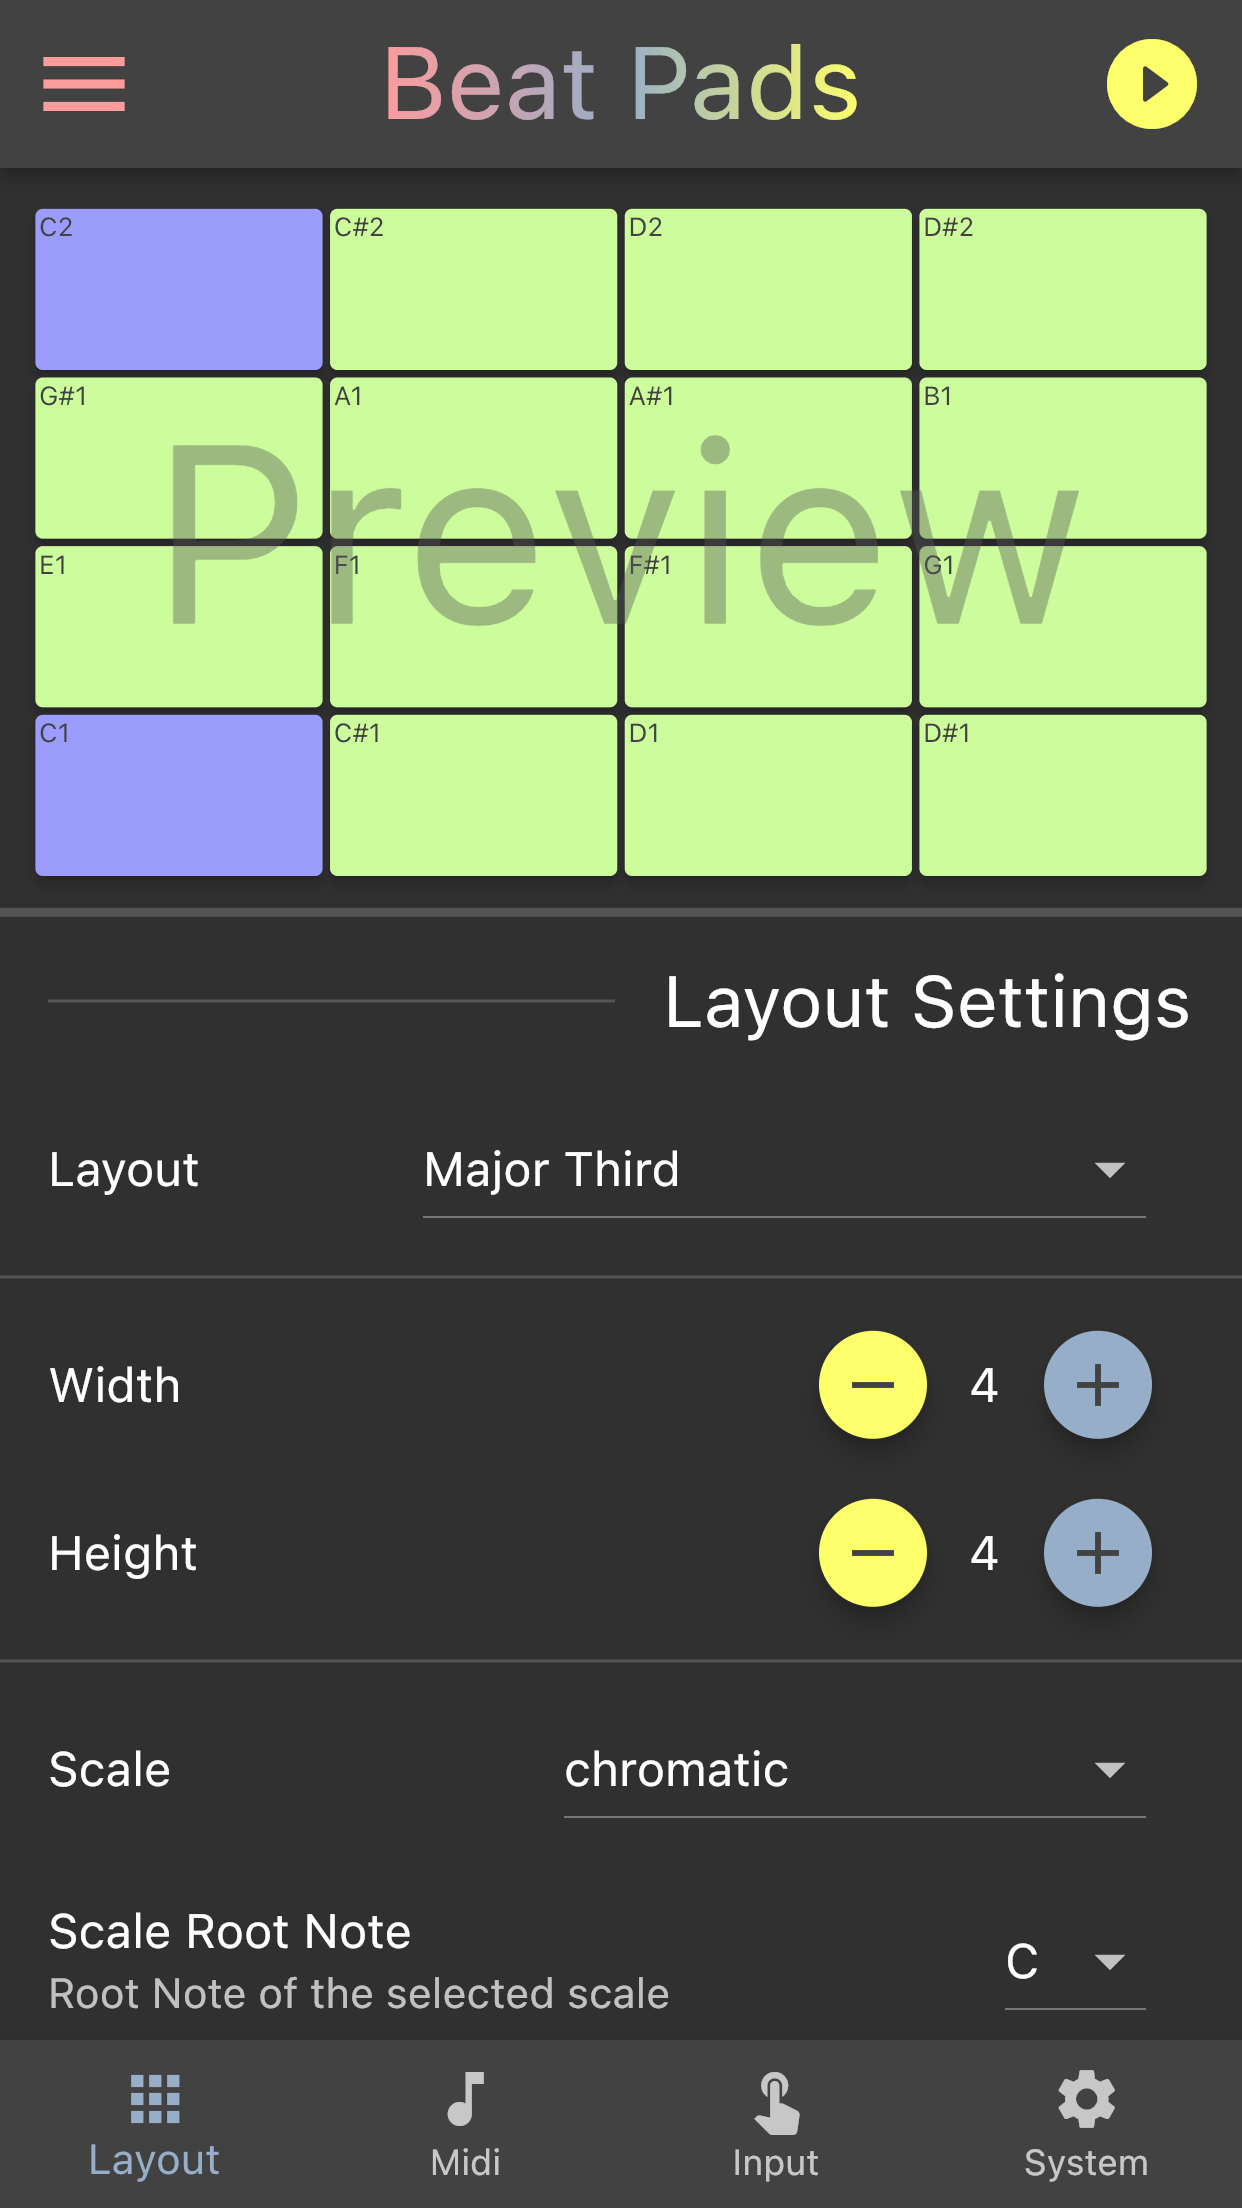 Beat Pads
C2 C#2 D2 D#2
G#1 A1 A#1 B1
Preview
E1 F1 F#1 G1
C1 C#1 D1 D#1
Layout Settings
Layout Major Third
Width 4
Height 4
Scale chromatic
Scale Root Note
Root Note of the selected scale C
Layout Midi Input System